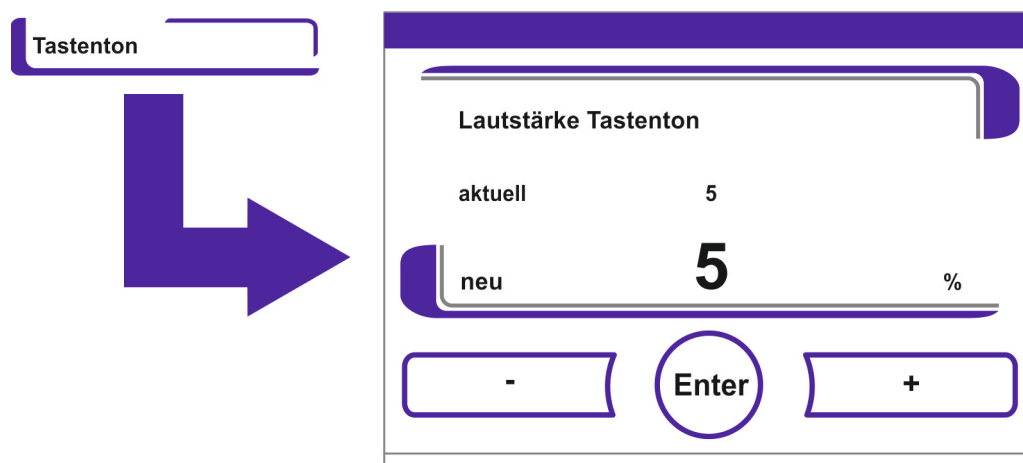 Tastenton
Lautstärke Tastenton
aktuell 5
neu 5 %
- Enter +